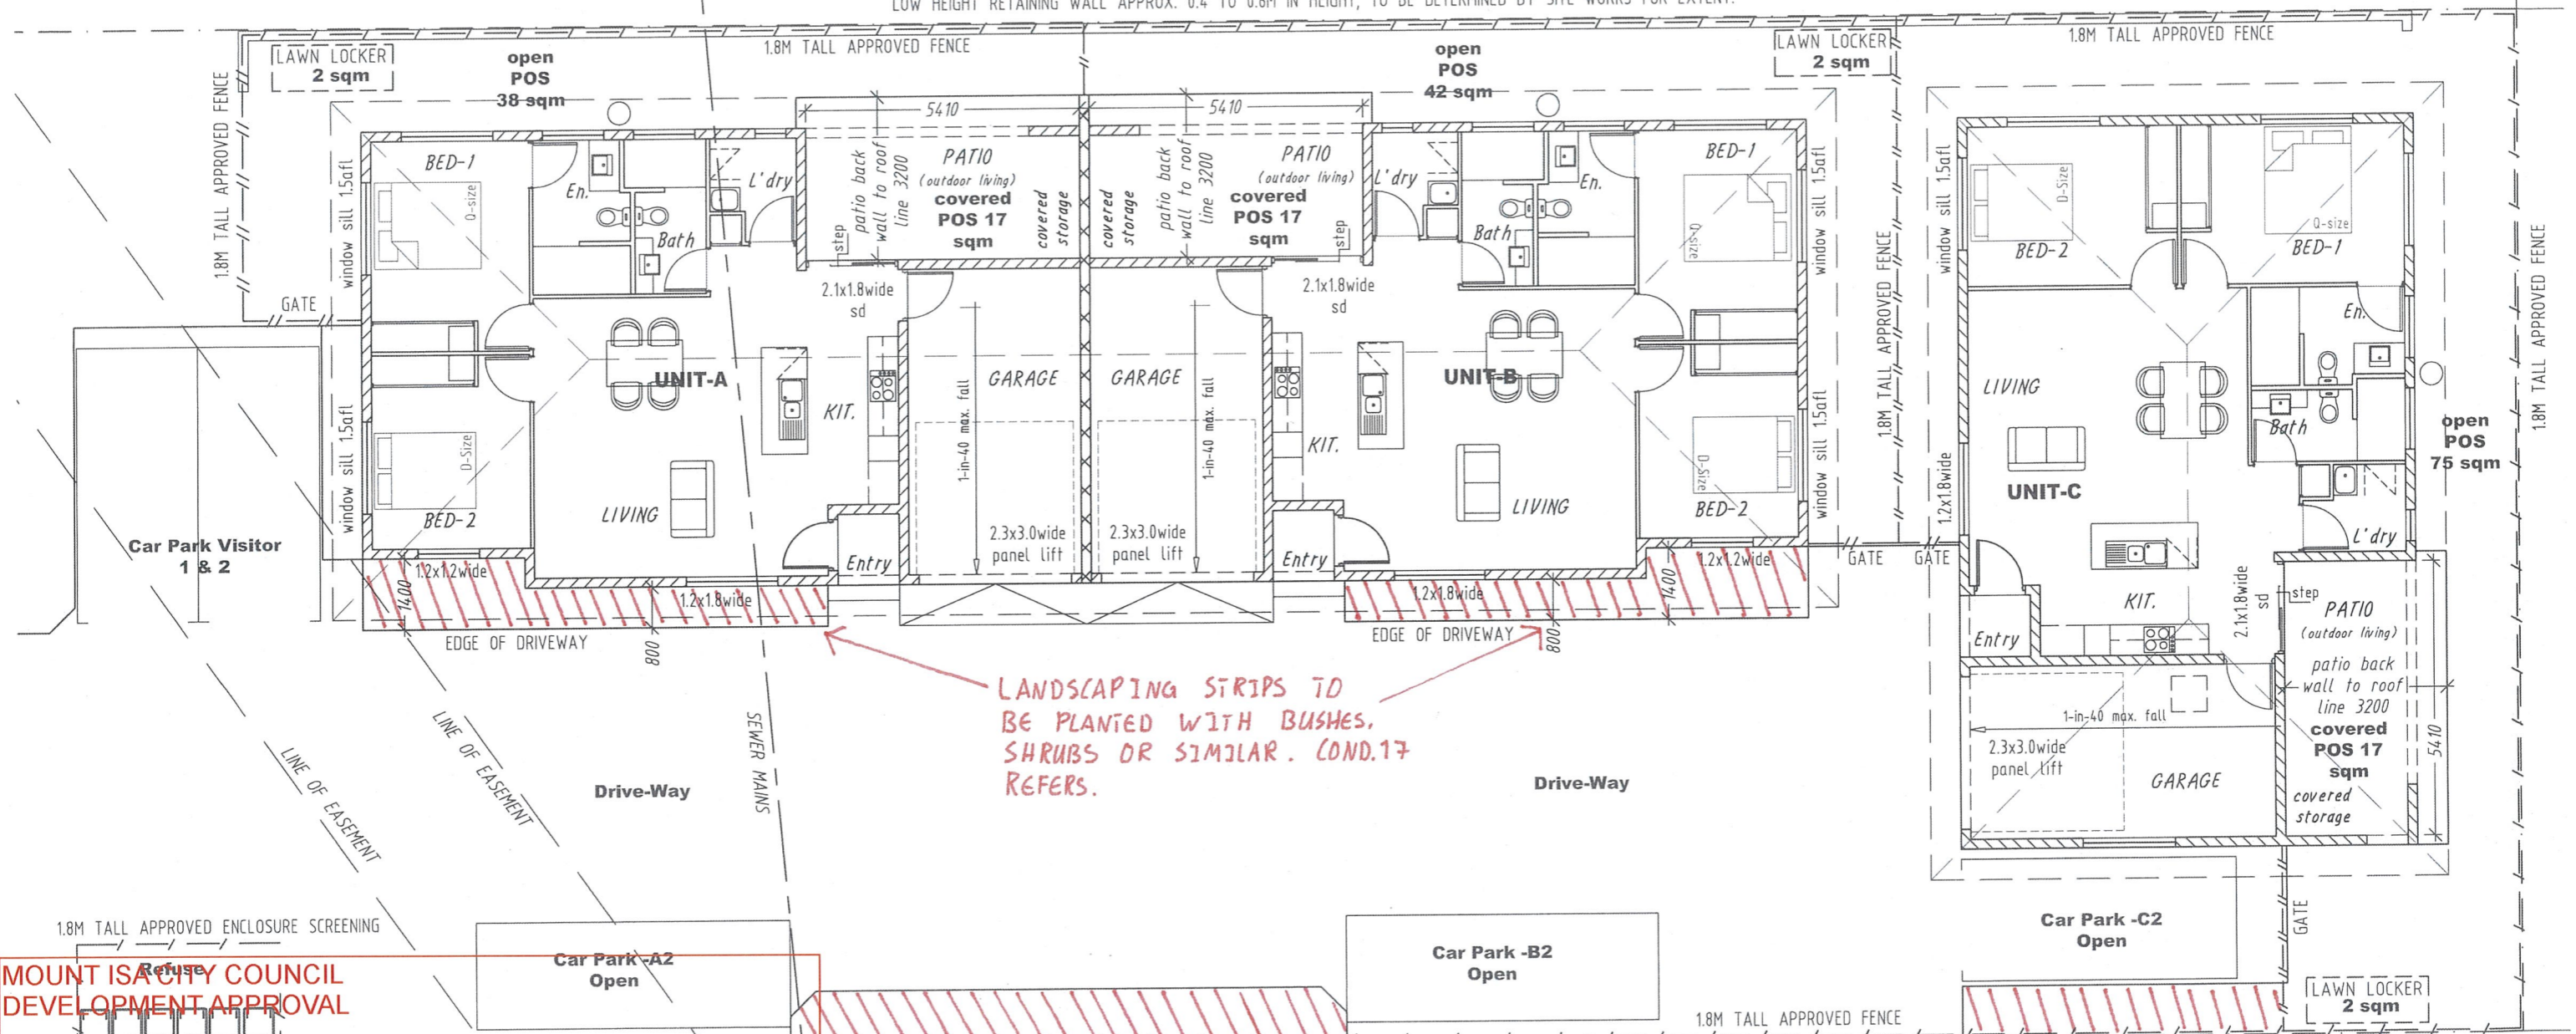 LOW HEIGHT RETAINING WALL APPROX. 0.4 TO 0.6M IN HEIGHT, TO BE DETERMINED BY SITE WORKS FOR EXTENT.
1.8M TALL APPROVED FENCE
1.8M TALL APPROVED FENCE
LAWN LOCKER
2 sqm
open
POS
38 sqm
open
POS
42 sqm
LAWN LOCKER
2 sqm
1.8M TALL APPROVED FENCE
GATE
window sill 1.5afl
window sill 1.5afl
BED-1
Q-size
En.
Bath
L'dry
BED-2
D-Size
UNIT-A
LIVING
KIT.
Entry
5410
patio back
wall to roof
line 3200
PATIO
(outdoor living)
covered
POS 17
sqm
covered
storage
step
2.1x1.8wide
sd
GARAGE
1-in-40 max. fall
2.3x3.0wide
panel lift
5410
covered
storage
patio back
wall to roof
line 3200
PATIO
(outdoor living)
covered
POS 17
sqm
step
2.1x1.8wide
sd
GARAGE
1-in-40 max. fall
2.3x3.0wide
panel lift
L'dry
Bath
En.
BED-1
Q-size
UNIT-B
KIT.
LIVING
Entry
BED-2
D-Size
window sill 1.5afl
window sill 1.5afl
1.8M TALL APPROVED FENCE
GATE
GATE
window sill 1.5afl
1.2x1.8wide
BED-2
D-Size
BED-1
Q-size
En.
LIVING
Bath
UNIT-C
L'dry
KIT.
Entry
2.1x1.8wide
sd
step
PATIO
(outdoor living)
patio back
wall to roof
line 3200
covered
POS 17
sqm
covered
storage
5410
1-in-40 max. fall
2.3x3.0wide
panel lift
GARAGE
open
POS
75 sqm
1.8M TALL APPROVED FENCE
Car Park Visitor
1 & 2
1.2x1.2wide
1400
1.2x1.8wide
EDGE OF DRIVEWAY
800
1.2x1.8wide
1.2x1.2wide
1400
EDGE OF DRIVEWAY
800
LANDSCAPING STRIPS TO
BE PLANTED WITH BUSHES,
SHRUBS OR SIMILAR. COND.17
REFERS.
LINE OF EASEMENT
LINE OF EASEMENT
SEWER MAINS
Drive-Way
Drive-Way
1.8M TALL APPROVED ENCLOSURE SCREENING
Refuse
MOUNT ISA CITY COUNCIL
DEVELOPMENT APPROVAL
Car Park -A2
Open
Car Park -B2
Open
Car Park -C2
Open
GATE
LAWN LOCKER
2 sqm
1.8M TALL APPROVED FENCE